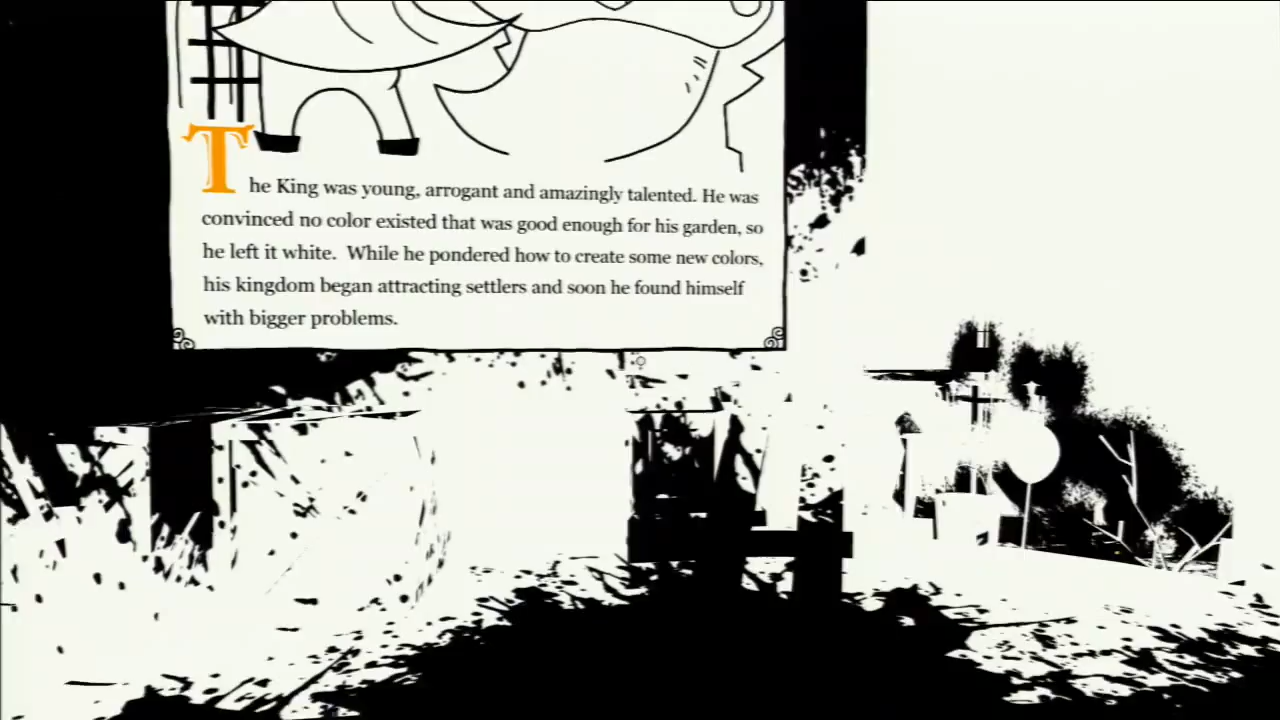 The King was young, arrogant and amazingly talented. He was
convinced no color existed that was good enough for his garden, so
he left it white.  While he pondered how to create some new colors,
his kingdom began attracting settlers and soon he found himself
with bigger problems.